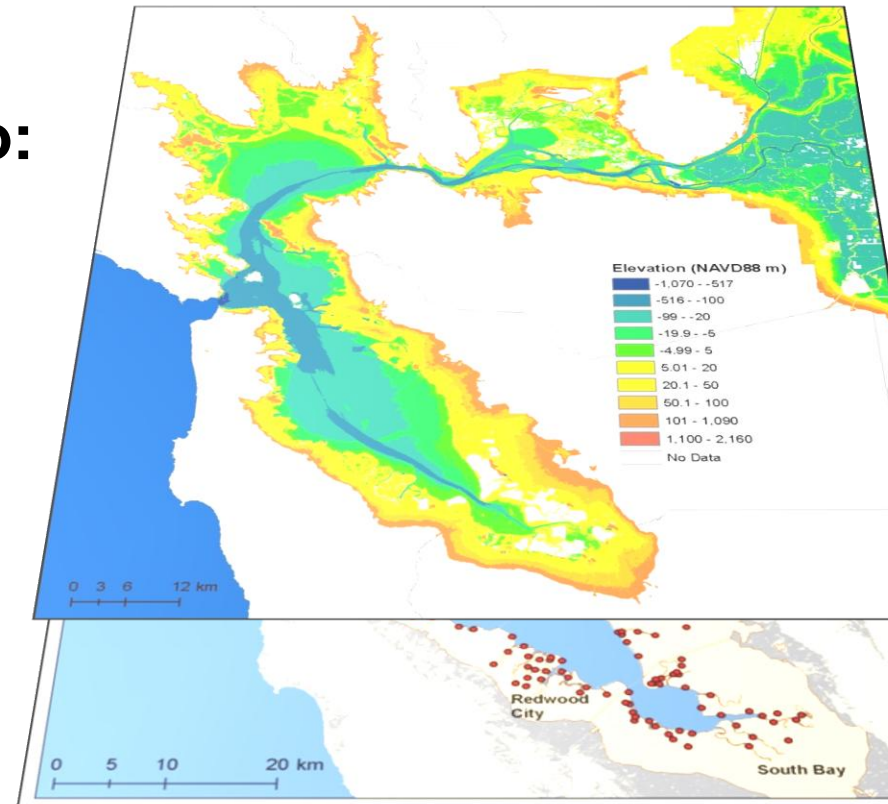 o:
Elevation (NAVD88 m)
-1,070 - -517
-516 - -100
-99 - -20
-19.9 - -5
-4.99 - 5
5.01 - 20
20.1 - 50
50.1 - 100
101 - 1,090
1,100 - 2,160
No Data
0 3 6 12 km
Redwood
City
South Bay
0 5 10 20 km